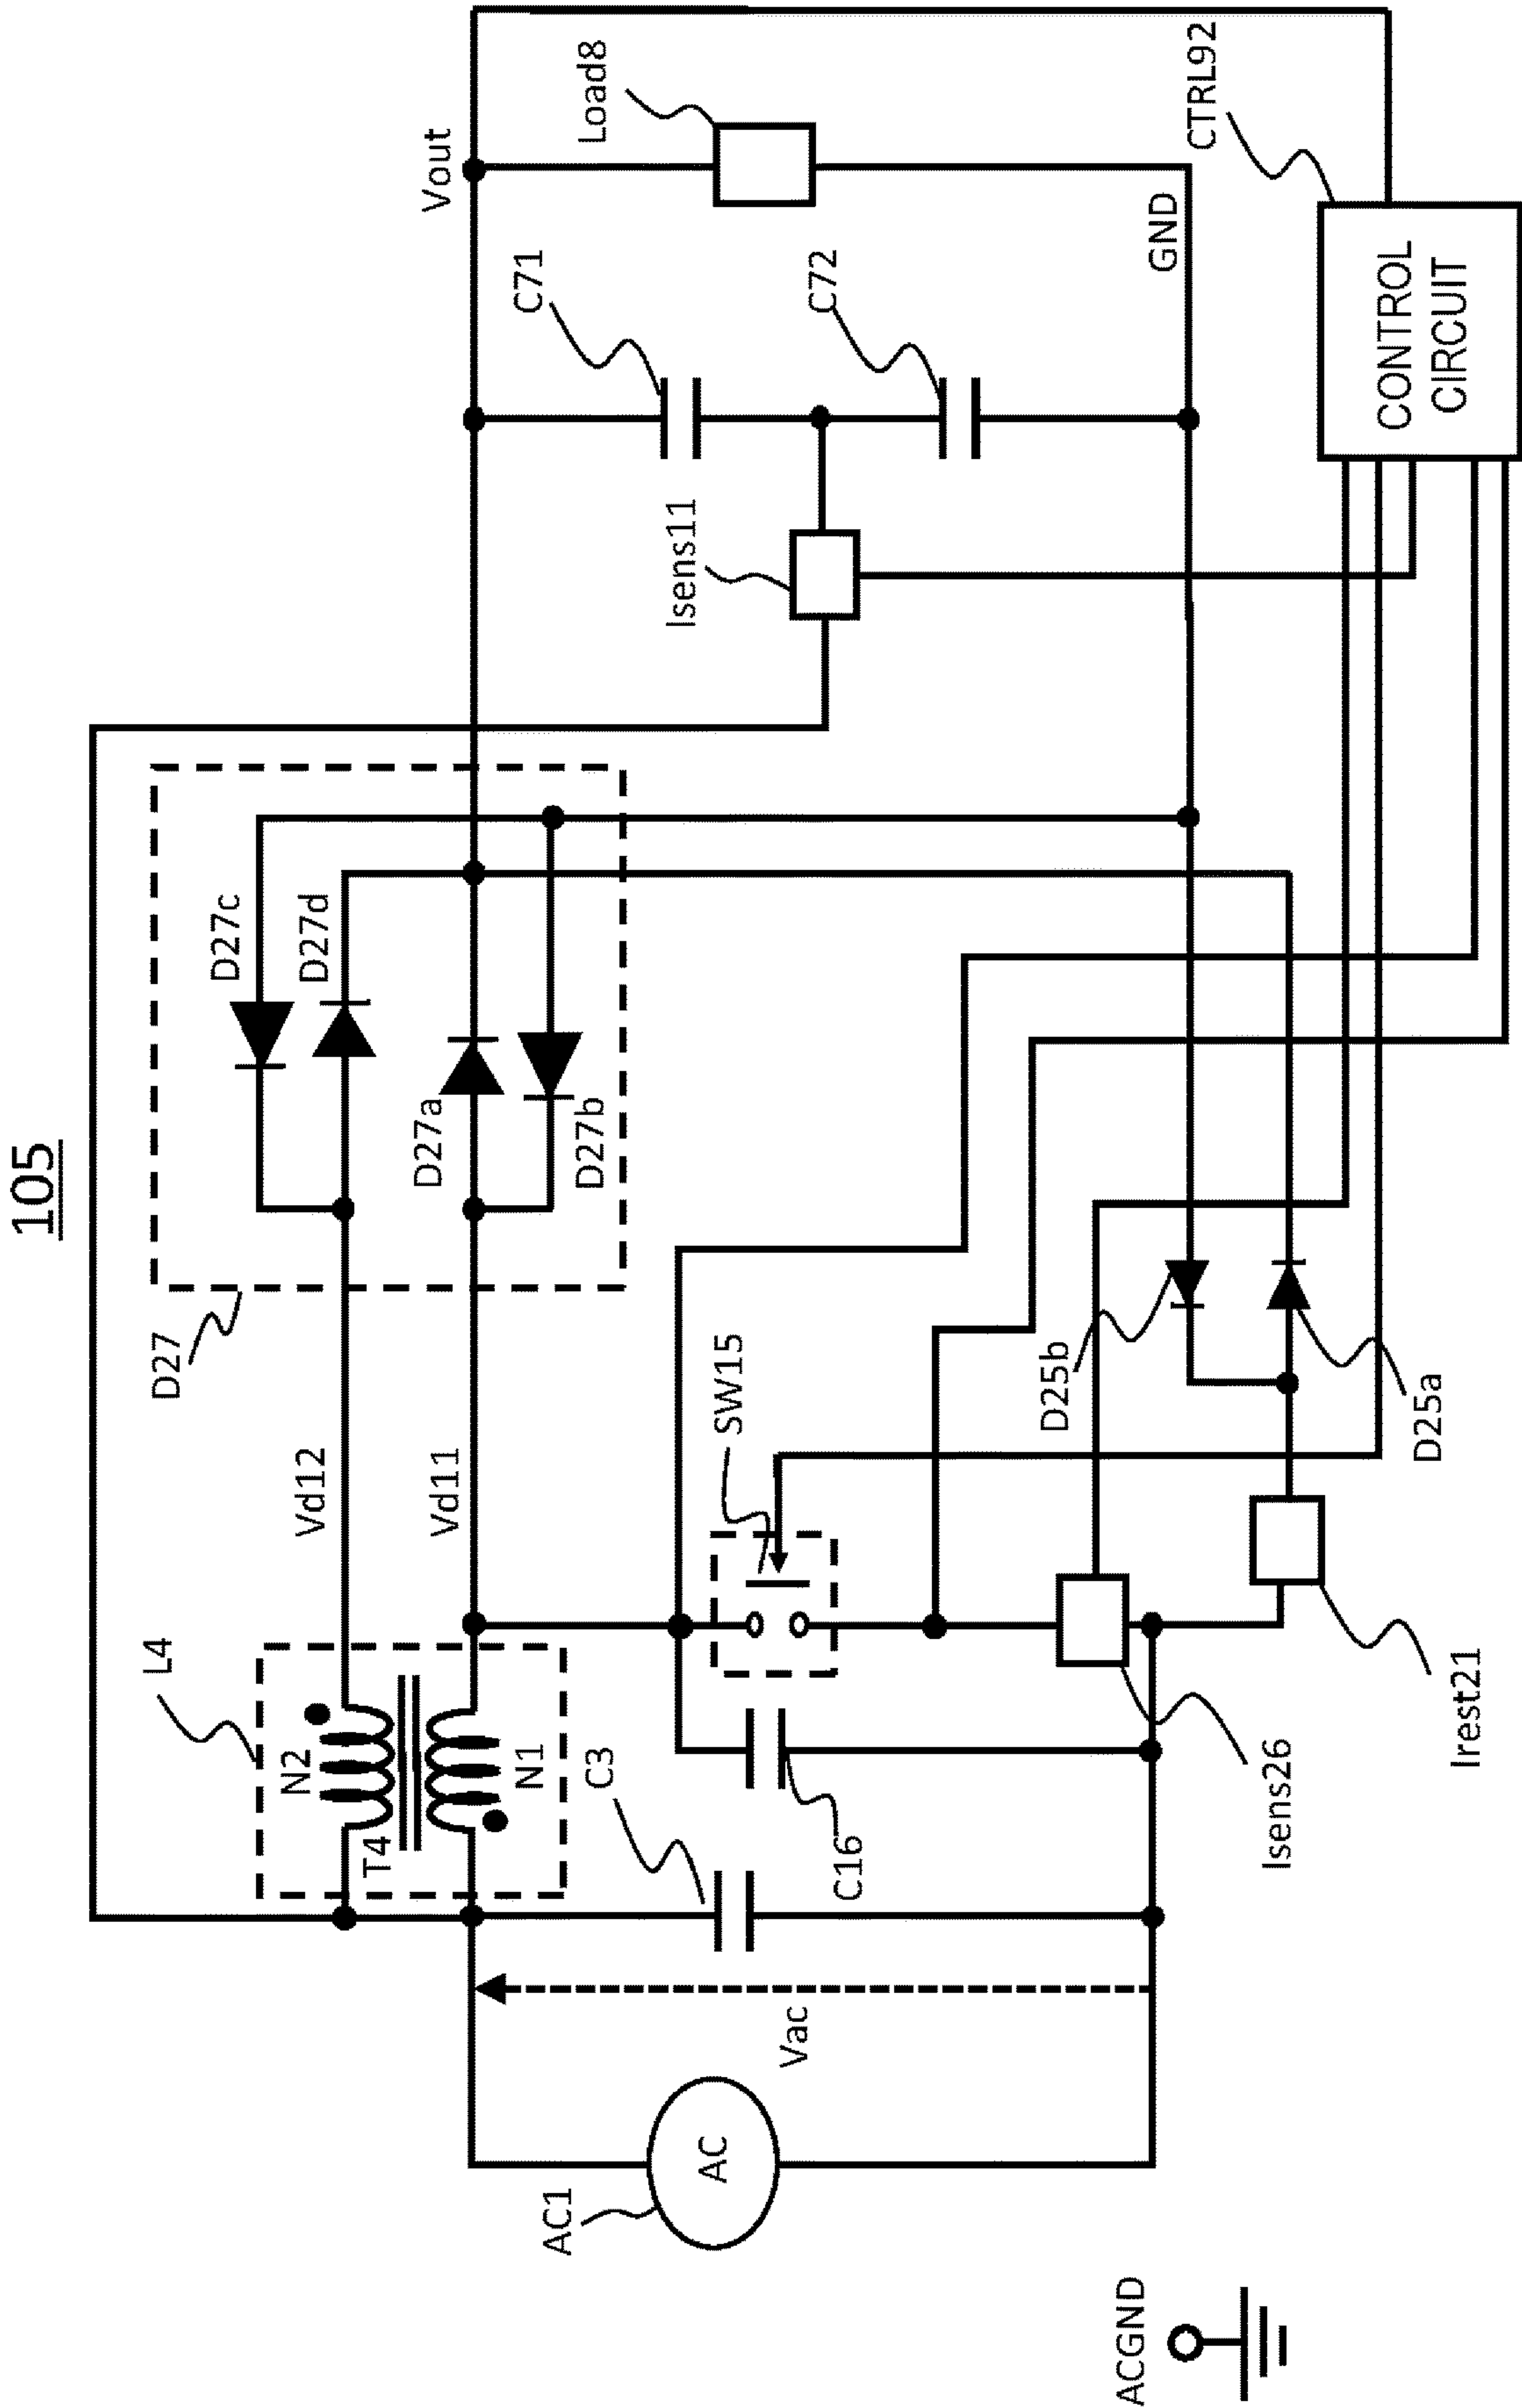 105
L4
N2
T4
N1
Vd12
Vd11
D27
D27c
D27d
D27a
D27b
Vout
Load8
C71
C72
GND
Isens11
AC1
AC
Vac
C3
C16
SW15
D25b
D25a
Isens26
Irest21
CTRL92
CONTROL
CIRCUIT
ACGND